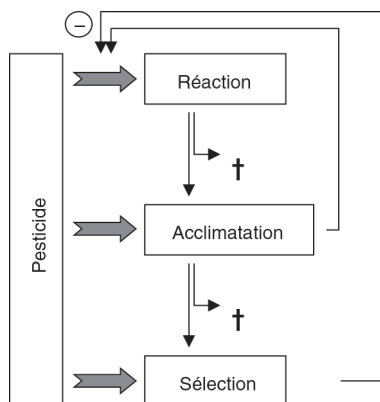 −
Réaction
†
Pesticide
Acclimatation
†
Sélection